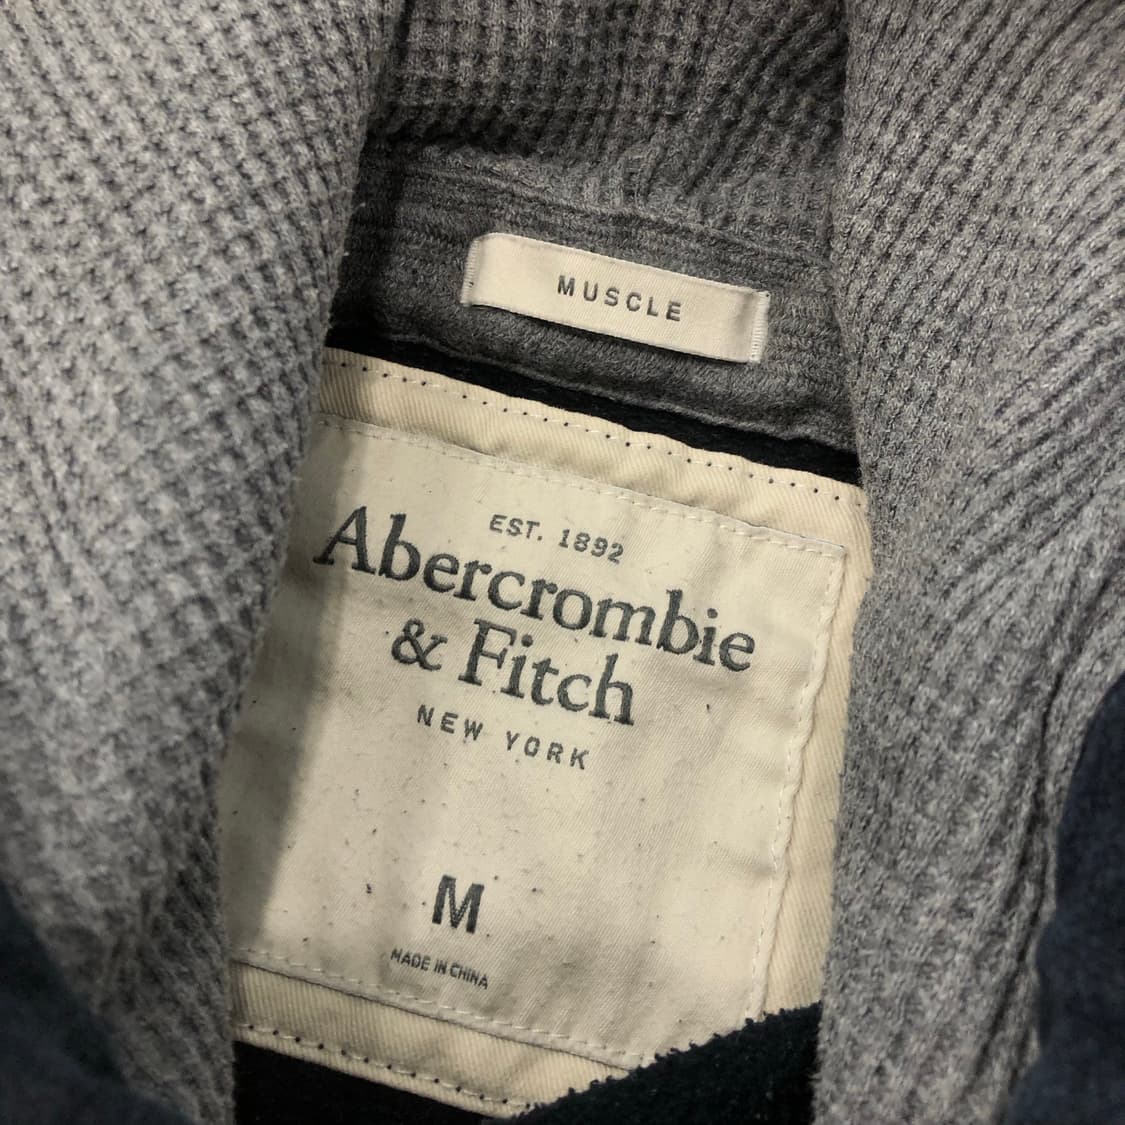 MUSCLE
EST. 1892
Abercrombie
& Fitch
NEW YORK
M
MADE IN CHINA